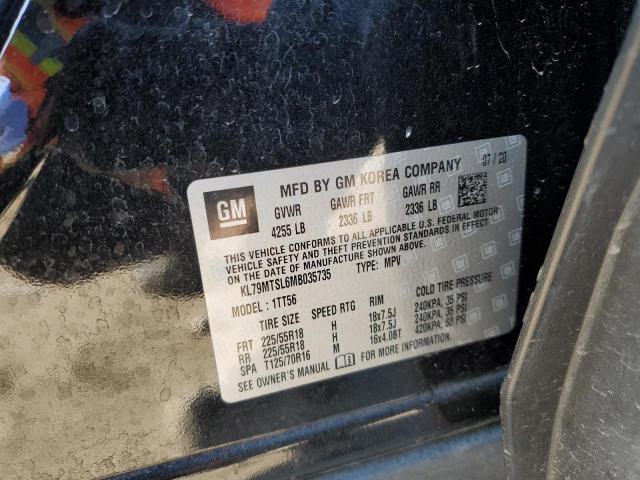 GM
MFD BY GM KOREA COMPANY 07/20
GVWR GAWR FRT GAWR RR
4255 LB 2336 LB 2336 LB
THIS VEHICLE CONFORMS TO ALL APPLICABLE U.S. FEDERAL MOTOR
VEHICLE SAFETY AND THEFT PREVENTION STANDARDS IN EFFECT
ON THE DATE OF MANUFACTURE SHOWN ABOVE.
KL79MTSL6MB035735 TYPE: MPV
MODEL: 1TT56
TIRE SIZE SPEED RTG RIM COLD TIRE PRESSURE
FRT 225/55R18 H 18x7.5J 240KPA, 35 PSI
RR 225/55R18 H 18x7.5J 240KPA, 35 PSI
SPA T125/70R16 M 16x4.0BT 420KPA, 60 PSI
SEE OWNER'S MANUAL FOR MORE INFORMATION.